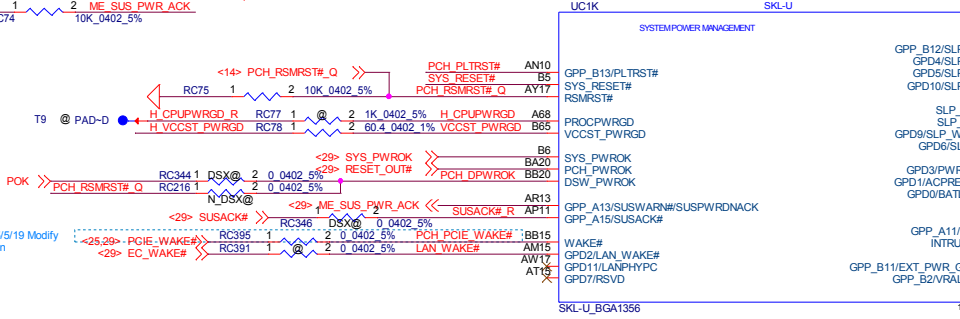 1 2 ME_SUS_PWR_ACK
C74 10K_0402_5%
UC1K SKL-U
SYSTEM POWER MANAGEMENT
<14> PCH_RSMRST#_Q
PCH_PLTRST# AN10 GPP_B13/PLTRST#
SYS_RESET# B5 SYS_RESET#
RC75 1 2 10K_0402_5% PCH_RSMRST#_Q AY17 RSMRST#
T9 @ PAD~D H_CPUPWRGD_R RC77 1 @ 2 1K_0402_5% H_CPUPWRGD A68 PROCPWRGD
H_VCCST_PWRGD RC78 1 2 60.4_0402_1% VCCST_PWRGD B65 VCCST_PWRGD
<29> SYS_PWROK B6 SYS_PWROK
<29> RESET_OUT# BA20 PCH_PWROK
POK RC344 1 DSX@ 2 0_0402_5% PCH_DPWROK BB20 DSW_PWROK
PCH_RSMRST#_Q RC216 1 2 0_0402_5%
N_DSX@
<29> ME_SUS_PWR_ACK AR13 GPP_A13/SUSWARN#/SUSPWRDNACK
<29> SUSACK# 1 2 SUSACK#_R AP11 GPP_A15/SUSACK#
RC346 DSX@ 0_0402_5%
/5/19 Modify
<25,29> PCIE_WAKE# RC395 1 2 0_0402_5% PCH_PCIE_WAKE# BB15 WAKE#
<29> EC_WAKE# RC391 1 @ 2 0_0402_5% LAN_WAKE# AM15 GPD2/LAN_WAKE#
AW17 GPD11/LANPHYPC
AT15 GPD7/RSVD
GPP_B12/SLP
GPD4/SLP
GPD5/SLP
GPD10/SLP
SLP_
SLP_
GPD9/SLP_W
GPD6/SLP
GPD3/PWR
GPD1/ACPRE
GPD0/BATL
GPP_A11/
INTRU
GPP_B11/EXT_PWR_G
GPP_B2/VRAL
SKL-U_BGA1356